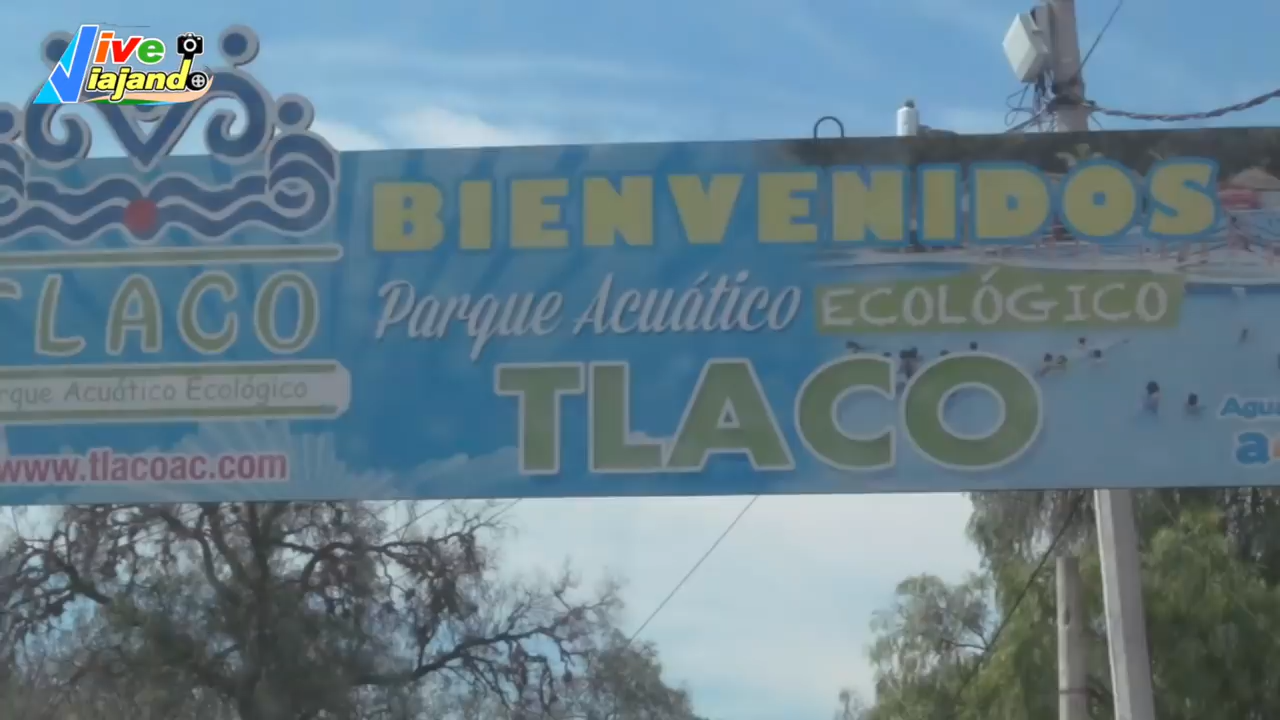 Vive
Viajando
BIENVENIDOS
Parque Acuático ECOLÓGICO
TLACO
TLACO
Parque Acuático Ecológico
www.tlacoac.com